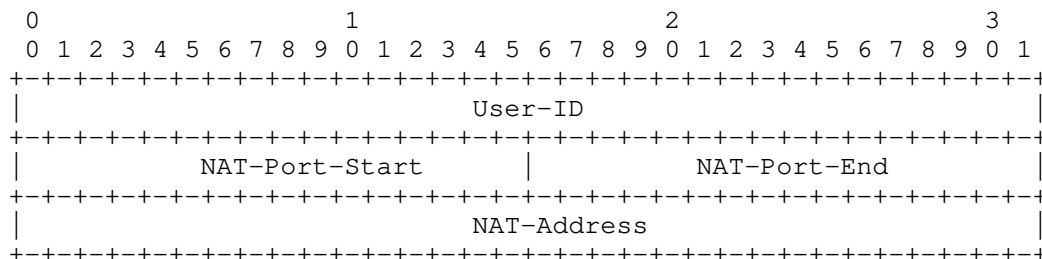 0                   1                   2                   3
 0 1 2 3 4 5 6 7 8 9 0 1 2 3 4 5 6 7 8 9 0 1 2 3 4 5 6 7 8 9 0 1
+-+-+-+-+-+-+-+-+-+-+-+-+-+-+-+-+-+-+-+-+-+-+-+-+-+-+-+-+-+-+-+-+
|                            User-ID                            |
+-+-+-+-+-+-+-+-+-+-+-+-+-+-+-+-+-+-+-+-+-+-+-+-+-+-+-+-+-+-+-+-+
|           NAT-Port-Start      |          NAT-Port-End         |
+-+-+-+-+-+-+-+-+-+-+-+-+-+-+-+-+-+-+-+-+-+-+-+-+-+-+-+-+-+-+-+-+
|                            NAT-Address                        |
+-+-+-+-+-+-+-+-+-+-+-+-+-+-+-+-+-+-+-+-+-+-+-+-+-+-+-+-+-+-+-+-+